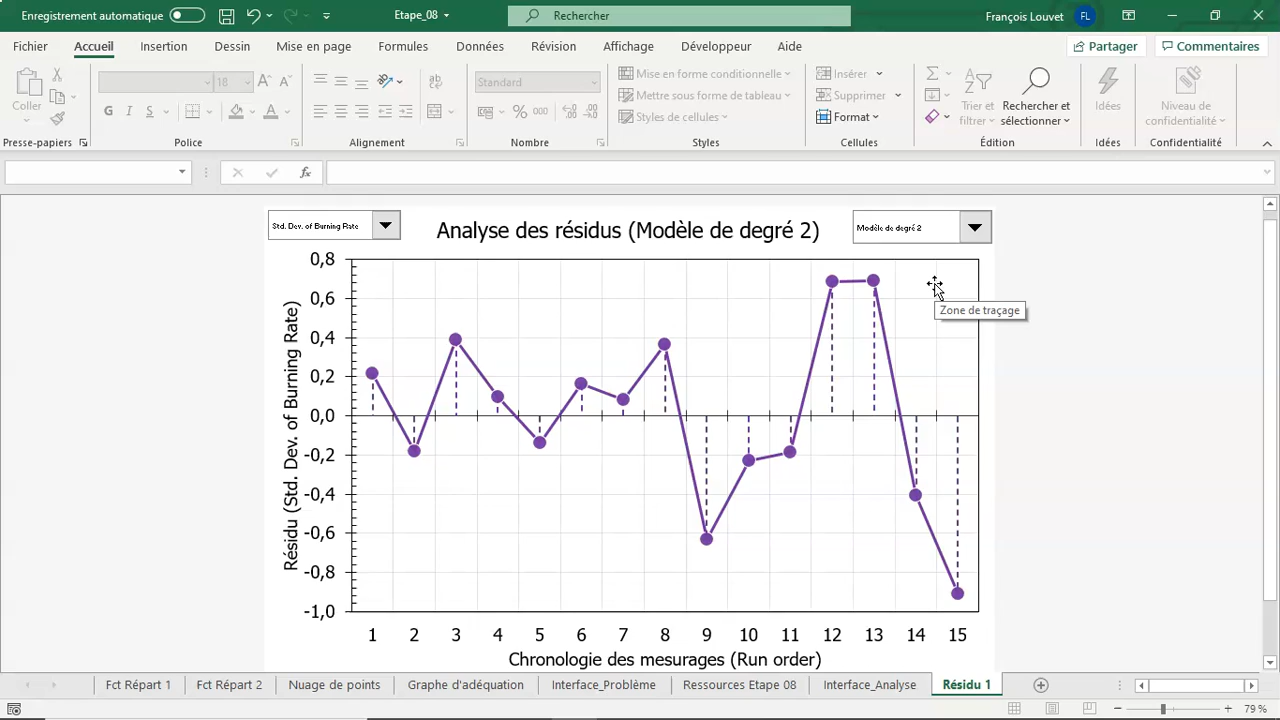 Enregistrement automatique
Etape_08
Rechercher
François Louvet
FL
Fichier Accueil Insertion Dessin Mise en page Formules Données Révision Affichage Développeur Aide
Partager
Commentaires
Coller
18
G I S
Standard
% 000
Mise en forme conditionnelle
Mettre sous forme de tableau
Styles de cellules
Insérer
Supprimer
Format
Trier et filtrer
Rechercher et sélectionner
Idées
Niveau de confidentialité
Presse-papiers Police Alignement Nombre Styles Cellules Édition Idées Confidentialité
fx
Std. Dev. of Burning Rate
Analyse des résidus (Modèle de degré 2)
Modèle de degré 2
Zone de traçage
Résidu (Std. Dev. of Burning Rate)
0,8
0,6
0,4
0,2
0,0
-0,2
-0,4
-0,6
-0,8
-1,0
1 2 3 4 5 6 7 8 9 10 11 12 13 14 15
Chronologie des mesurages (Run order)
Fct Répart 1 Fct Répart 2 Nuage de points Graphe d'adéquation Interface_Problème Ressources Etape 08 Interface_Analyse Résidu 1
79 %